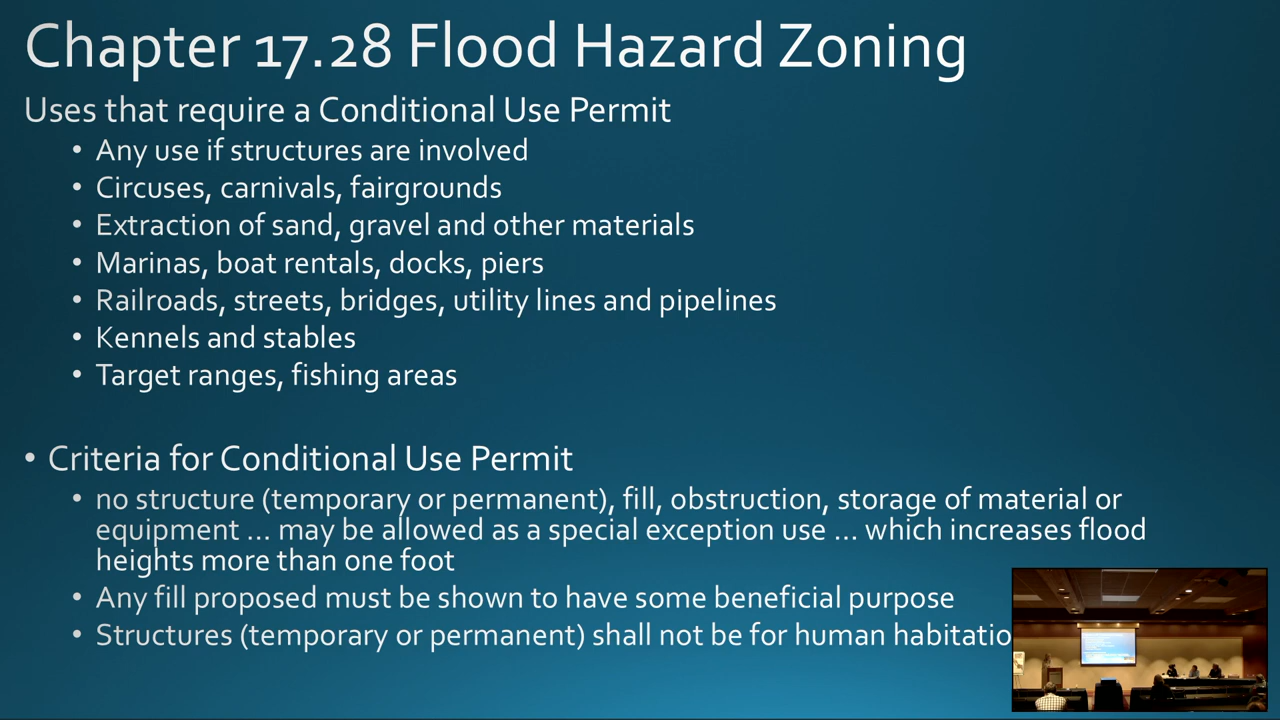 Chapter 17.28 Flood Hazard Zoning
Uses that require a Conditional Use Permit
• Any use if structures are involved
• Circuses, carnivals, fairgrounds
• Extraction of sand, gravel and other materials
• Marinas, boat rentals, docks, piers
• Railroads, streets, bridges, utility lines and pipelines
• Kennels and stables
• Target ranges, fishing areas
• Criteria for Conditional Use Permit
• no structure (temporary or permanent), fill, obstruction, storage of material or
equipment ... may be allowed as a special exception use ... which increases flood
heights more than one foot
• Any fill proposed must be shown to have some beneficial purpose
• Structures (temporary or permanent) shall not be for human habitatio